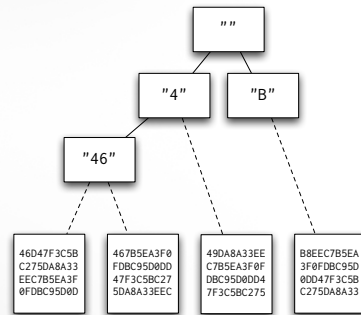 ""
"4"
"B"
"46"
46D47F3C5B
C275DA8A33
EEC7B5EA3F
0FDBC95D0D
467B5EA3F0
FDBC95D0DD
47F3C5BC27
5DA8A33EEC
49DA8A33EE
C7B5EA3F0F
DBC95D0DD4
7F3C5BC275
B8EEC7B5EA
3F0FDBC95D
0DD47F3C5B
C275DA8A33